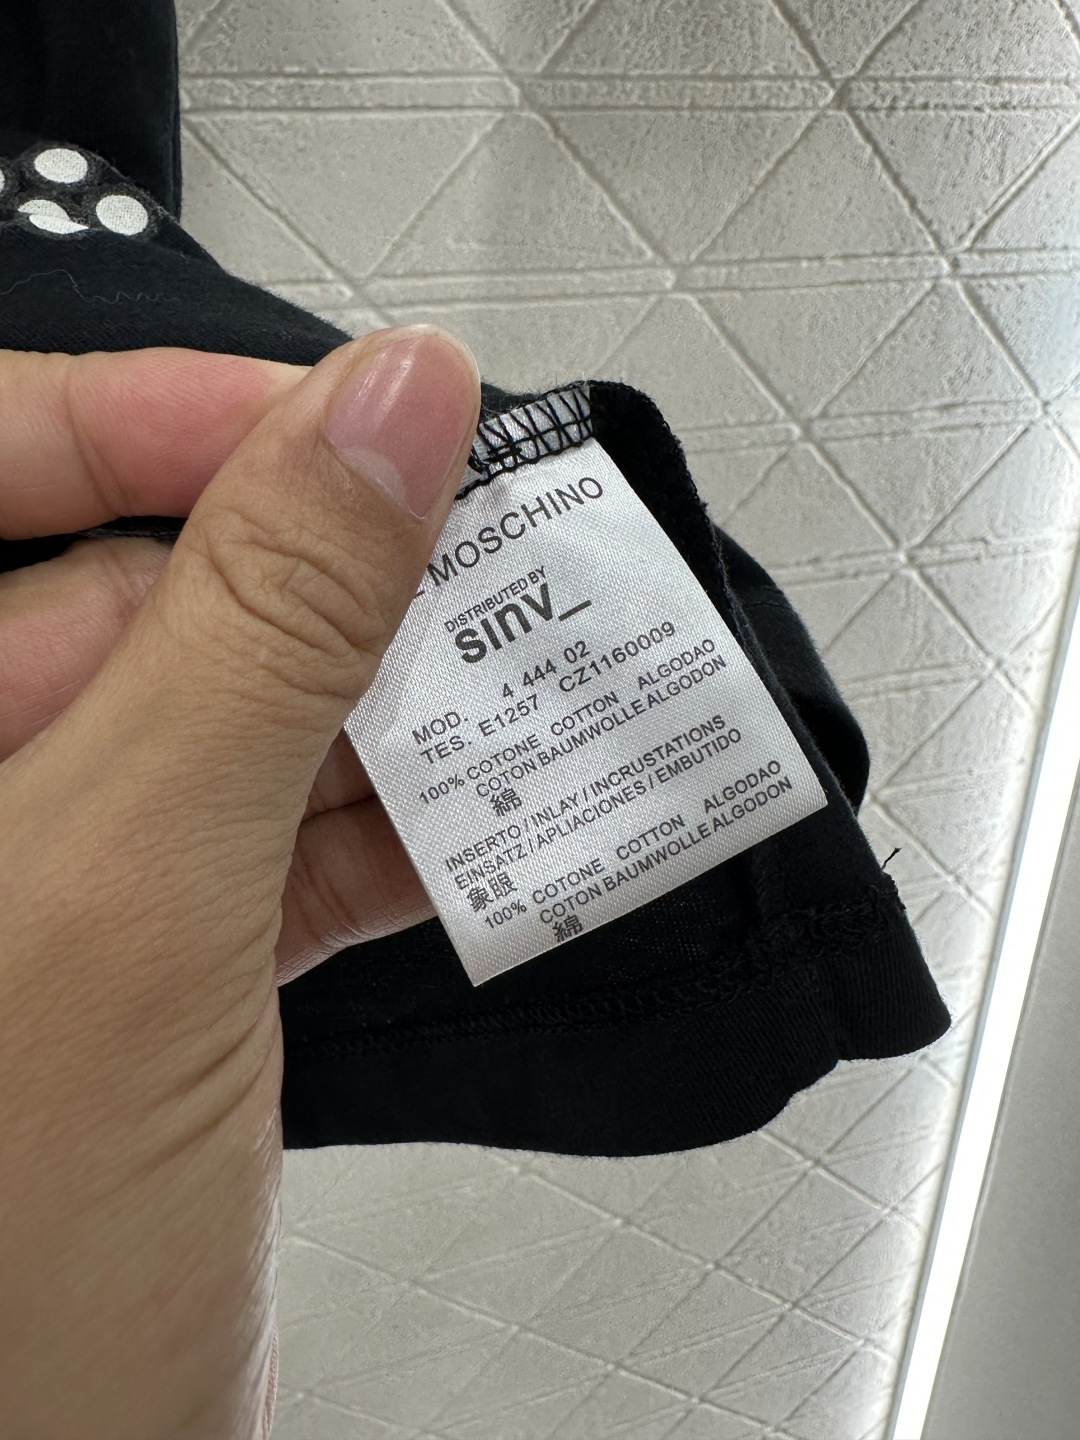 MOSCHINO
DISTRIBUTED BY
sinv_
MOD. 4 444 02
TES. E1257 CZ1160009
100% COTONE COTTON ALGODAO
COTON BAUMWOLLE ALGODON
綿
INSERTO / INLAY / INCRUSTATIONS
EINSATZ / APLIACIONES / EMBUTIDO
象眼
100% COTONE COTTON ALGODAO
COTON BAUMWOLLE ALGODON
綿